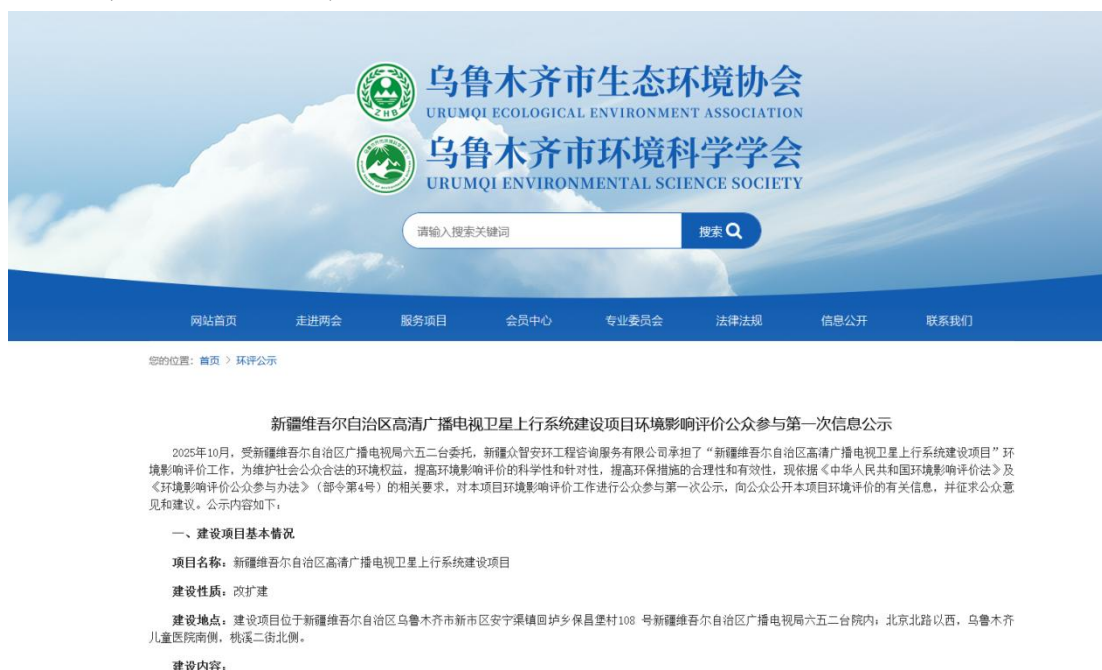 乌鲁木齐市生态环境协会
URUMQI ECOLOGICAL ENVIRONMENT ASSOCIATION
ZHB
乌鲁木齐市环境科学学会
URUMQI ENVIRONMENTAL SCIENCE SOCIETY
请输入搜索关键词 搜索
网站首页 走进两会 服务项目 会员中心 专业委员会 法律法规 信息公开 联系我们
您的位置：首页 > 环评公示
新疆维吾尔自治区高清广播电视卫星上行系统建设项目环境影响评价公众参与第一次信息公示
2025年10月，受新疆维吾尔自治区广播电视局六五二台委托，新疆众智安环工程咨询服务有限公司承担了“新疆维吾尔自治区高清广播电视卫星上行系统建设项目”环
境影响评价工作，为维护社会公众合法的环境权益，提高环境影响评价的科学性和针对性，提高环保措施的合理性和有效性，现依据《中华人民共和国环境影响评价法》及
《环境影响评价公众参与办法》（部令第4号）的相关要求，对本项目环境影响评价工作进行公众参与第一次公示，向公众公开本项目环境评价的有关信息，并征求公众意
见和建议。公示内容如下：
一、建设项目基本情况
项目名称：新疆维吾尔自治区高清广播电视卫星上行系统建设项目
建设性质：改扩建
建设地点：建设项目位于新疆维吾尔自治区乌鲁木齐市新市区安宁渠镇回垆乡保昌堡村108 号新疆维吾尔自治区广播电视局六五二台院内；北京北路以西，乌鲁木齐
儿童医院南侧，桃溪二街北侧。
建设内容：